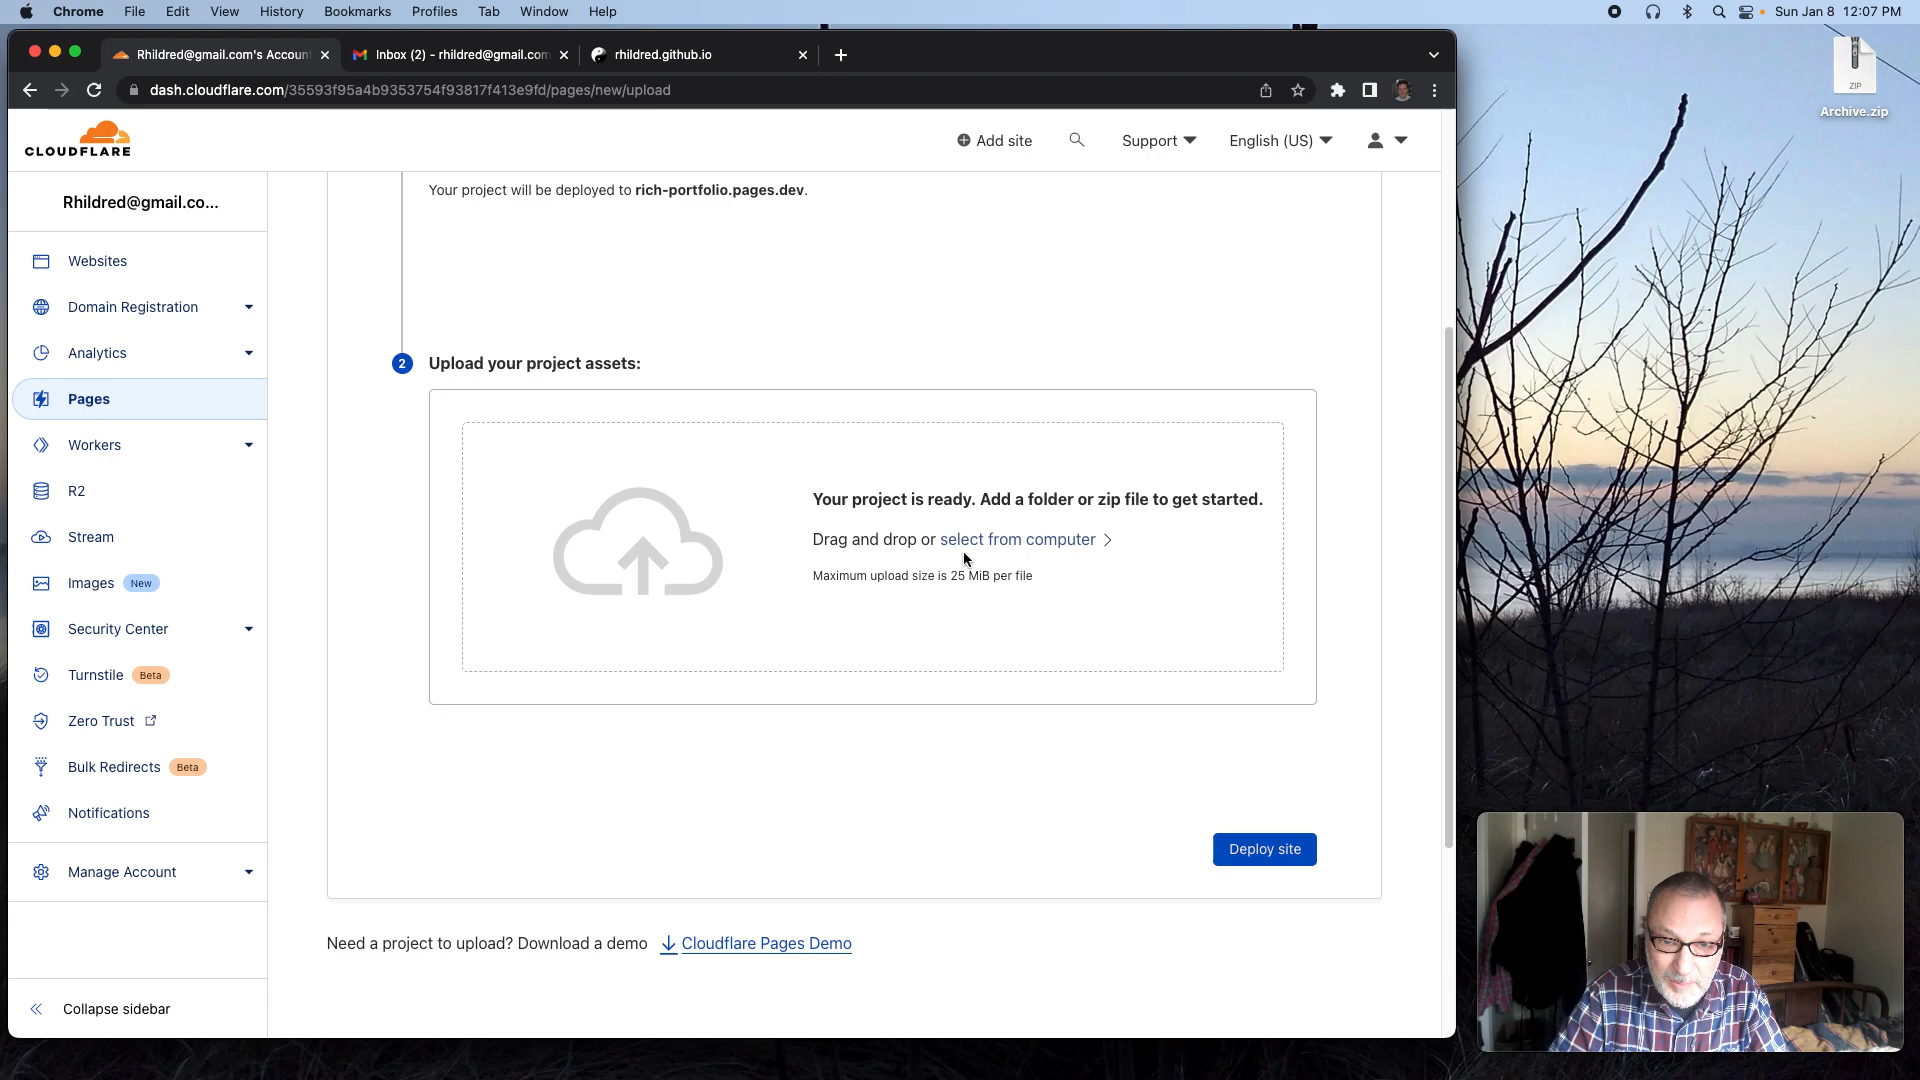 Chrome File Edit View History Bookmarks Profiles Tab Window Help
Sun Jan 8 12:07 PM
Rhildred@gmail.com's Accoun
Inbox (2) - rhildred@gmail.com
rhildred.github.io
dash.cloudflare.com/35593f95a4b9353754f93817f413e9fd/pages/new/upload
ZIP
Archive.zip
CLOUDFLARE
Add site
Support
English (US)
Rhildred@gmail.co...
Websites
Domain Registration
Analytics
Pages
Workers
R2
Stream
Images New
Security Center
Turnstile Beta
Zero Trust
Bulk Redirects Beta
Notifications
Manage Account
Collapse sidebar
Your project will be deployed to rich-portfolio.pages.dev.
2 Upload your project assets:
Your project is ready. Add a folder or zip file to get started.
Drag and drop or select from computer
Maximum upload size is 25 MiB per file
Deploy site
Need a project to upload? Download a demo Cloudflare Pages Demo